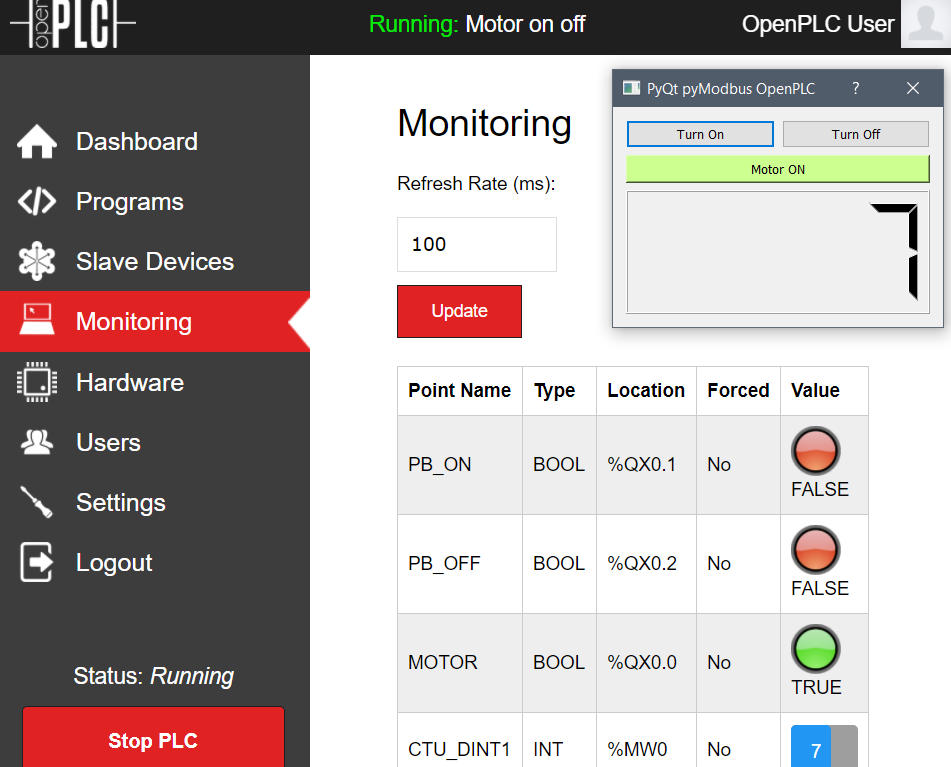 open PLC
Running: Motor on off
OpenPLC User
Dashboard
Programs
Slave Devices
Monitoring
Hardware
Users
Settings
Logout
Status: Running
Stop PLC
Monitoring
Refresh Rate (ms):
100
Update
PyQt pyModbus OpenPLC ?
Turn On Turn Off
Motor ON
7
Point Name Type Location Forced Value
PB_ON BOOL %QX0.1 No FALSE
PB_OFF BOOL %QX0.2 No FALSE
MOTOR BOOL %QX0.0 No TRUE
CTU_DINT1 INT %MW0 No 7